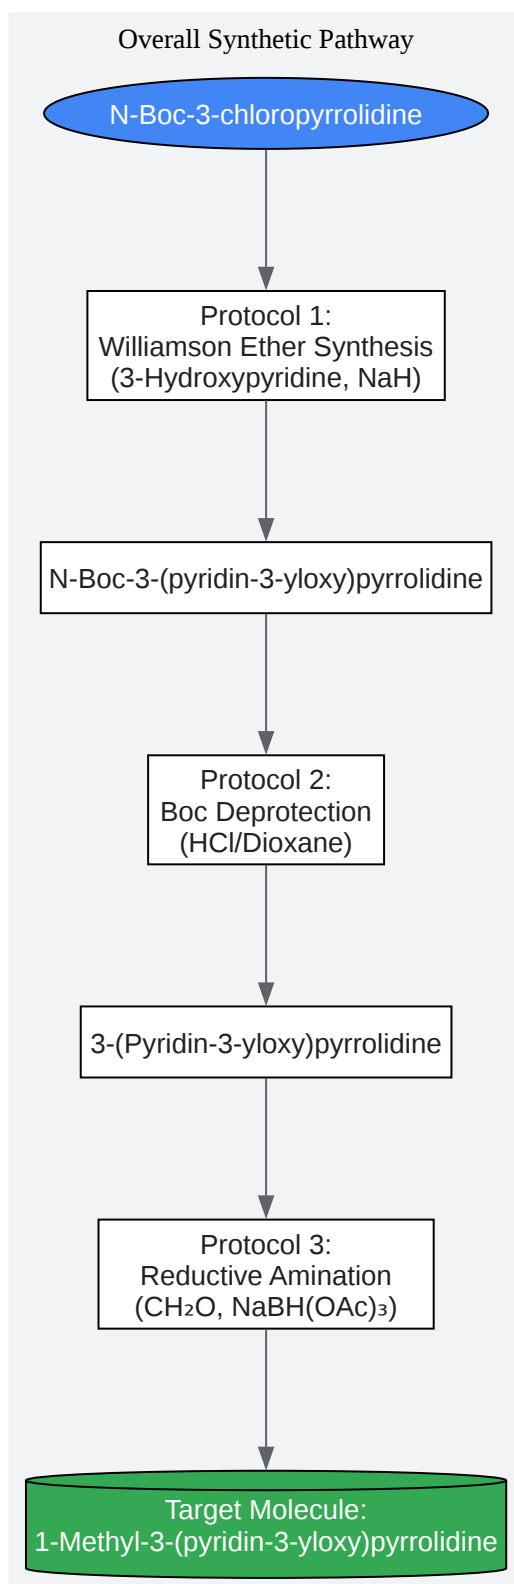 Overall Synthetic Pathway
N-Boc-3-chloropyrrolidine
Protocol 1:
Williamson Ether Synthesis
(3-Hydroxypyridine, NaH)
N-Boc-3-(pyridin-3-yloxy)pyrrolidine
Protocol 2:
Boc Deprotection
(HCl/Dioxane)
3-(Pyridin-3-yloxy)pyrrolidine
Protocol 3:
Reductive Amination
(CH₂O, NaBH(OAc)₃)
Target Molecule:
1-Methyl-3-(pyridin-3-yloxy)pyrrolidine